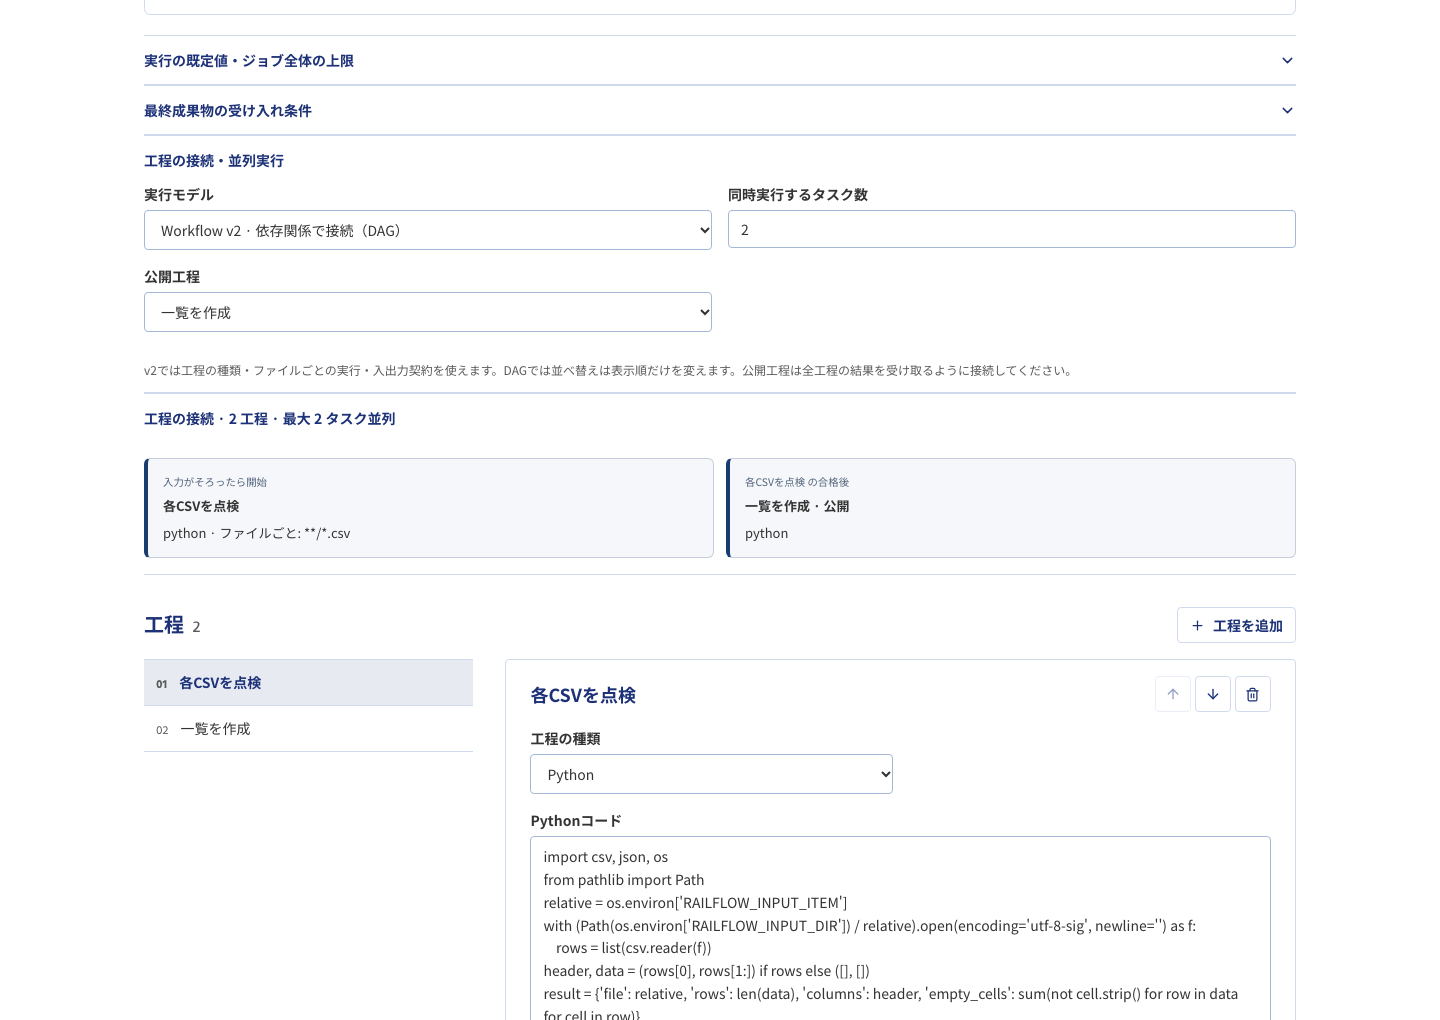 実行の既定値・ジョブ全体の上限
最終成果物の受け入れ条件
工程の接続・並列実行
実行モデル
Workflow v2 · 依存関係で接続（DAG）
同時実行するタスク数
2
公開工程
一覧を作成
v2では工程の種類・ファイルごとの実行・入出力契約を使えます。DAGでは並べ替えは表示順だけを変えます。公開工程は全工程の結果を受け取るように接続してください。
工程の接続 · 2 工程 · 最大 2 タスク並列
入力がそろったら開始
各CSVを点検
python · ファイルごと: **/*.csv
各CSVを点検 の合格後
一覧を作成 · 公開
python
工程 2
＋ 工程を追加
01 各CSVを点検
02 一覧を作成
各CSVを点検
工程の種類
Python
Pythonコード
import csv, json, os
from pathlib import Path
relative = os.environ['RAILFLOW_INPUT_ITEM']
with (Path(os.environ['RAILFLOW_INPUT_DIR']) / relative).open(encoding='utf-8-sig', newline='') as f:
    rows = list(csv.reader(f))
header, data = (rows[0], rows[1:]) if rows else ([], [])
result = {'file': relative, 'rows': len(data), 'columns': header, 'empty_cells': sum(not cell.strip() for row in data
for cell in row)}